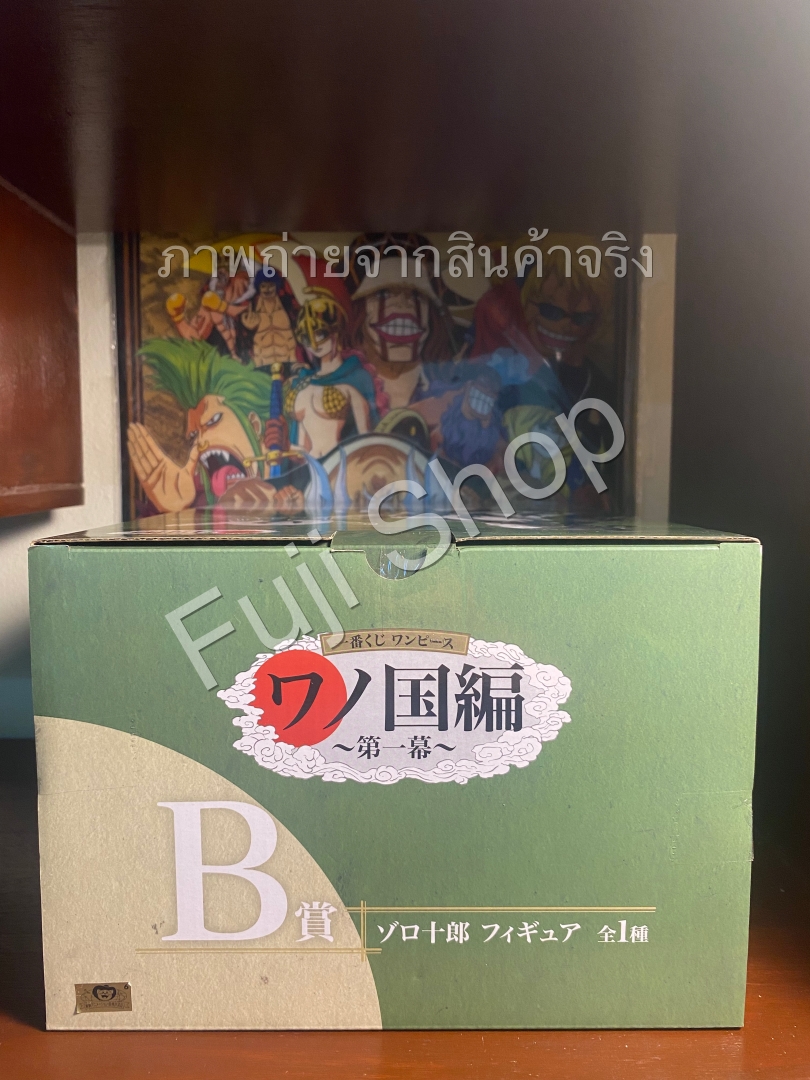 ภาพถ่ายจากสินค้าจริง
Fuji Shop
一番くじ ワンピース
ワノ国編
～第一幕～
B賞
ゾロ十郎 フィギュア 全1種